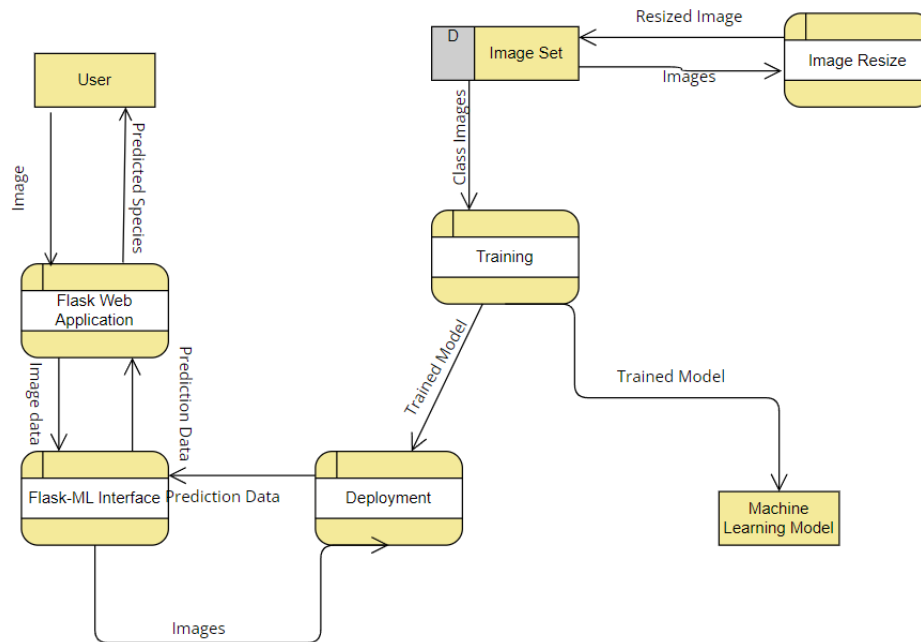 Resized Image
D
Image Set
Image Resize
Images
User
Class Images
Image
Predicted Species
Training
Flask Web
Application
Image data
Prediction Data
Trained Model
Trained Model
Flask-ML Interface
Prediction Data
Deployment
Machine
Learning Model
Images